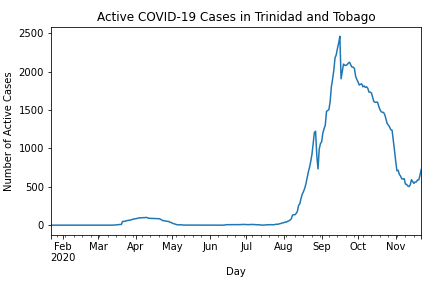 Active COVID-19 Cases in Trinidad and Tobago
Number of Active Cases
2500
2000
1500
1000
500
0
Feb Mar Apr May Jun Jul Aug Sep Oct Nov
2020
Day